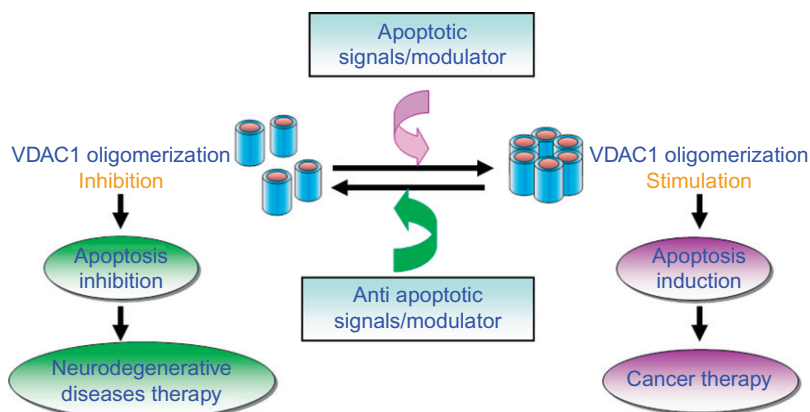 Apoptotic
signals/modulator
VDAC1 oligomerization
Inhibition
Apoptosis
inhibition
Neurodegenerative
diseases therapy
Anti apoptotic
signals/modulator
VDAC1 oligomerization
Stimulation
Apoptosis
induction
Cancer therapy